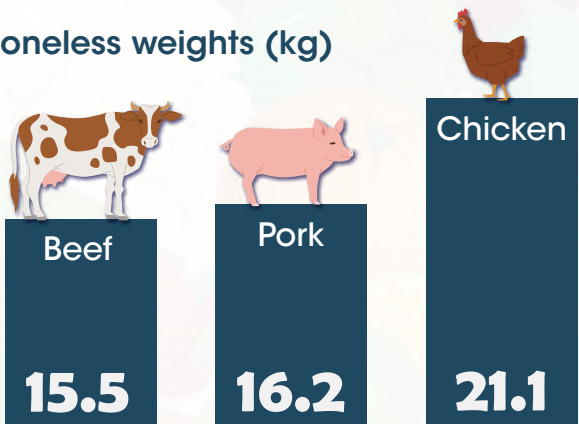 oneless weights (kg)
Chicken
Beef
Pork
15.5
16.2
21.1